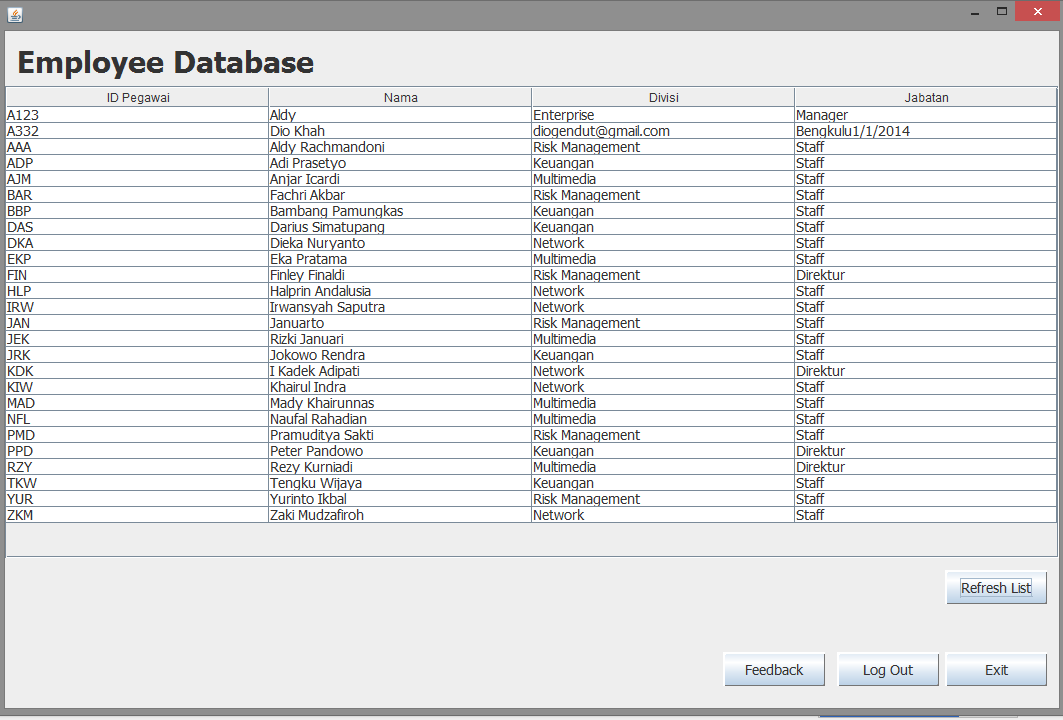 Employee Database
ID Pegawai Nama Divisi Jabatan
A123 Aldy Enterprise Manager
A332 Dio Khah diogendut@gmail.com Bengkulu1/1/2014
AAA Aldy Rachmandoni Risk Management Staff
ADP Adi Prasetyo Keuangan Staff
AJM Anjar Icardi Multimedia Staff
BAR Fachri Akbar Risk Management Staff
BBP Bambang Pamungkas Keuangan Staff
DAS Darius Simatupang Keuangan Staff
DKA Dieka Nuryanto Network Staff
EKP Eka Pratama Multimedia Staff
FIN Finley Finaldi Risk Management Direktur
HLP Halprin Andalusia Network Staff
IRW Irwansyah Saputra Network Staff
JAN Januarto Risk Management Staff
JEK Rizki Januari Multimedia Staff
JRK Jokowo Rendra Keuangan Staff
KDK I Kadek Adipati Network Direktur
KIW Khairul Indra Network Staff
MAD Mady Khairunnas Multimedia Staff
NFL Naufal Rahadian Multimedia Staff
PMD Pramuditya Sakti Risk Management Staff
PPD Peter Pandowo Keuangan Direktur
RZY Rezy Kurniadi Multimedia Direktur
TKW Tengku Wijaya Keuangan Staff
YUR Yurinto Ikbal Risk Management Staff
ZKM Zaki Mudzafiroh Network Staff
Refresh List
Feedback Log Out Exit